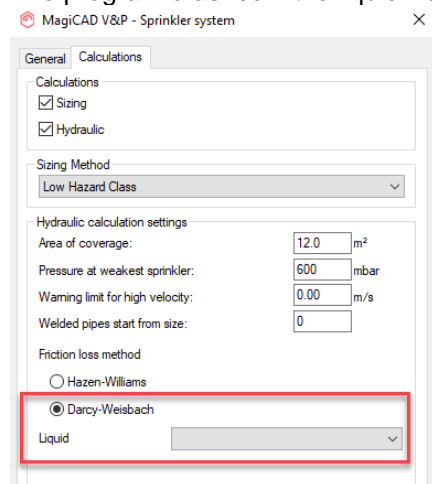 MagiCAD V&P - Sprinkler system
General Calculations
Calculations
Sizing
Hydraulic
Sizing Method
Low Hazard Class
Hydraulic calculation settings
Area of coverage: 12.0 m²
Pressure at weakest sprinkler: 600 mbar
Warning limit for high velocity: 0.00 m/s
Welded pipes start from size: 0
Friction loss method
Hazen-Williams
Darcy-Weisbach
Liquid